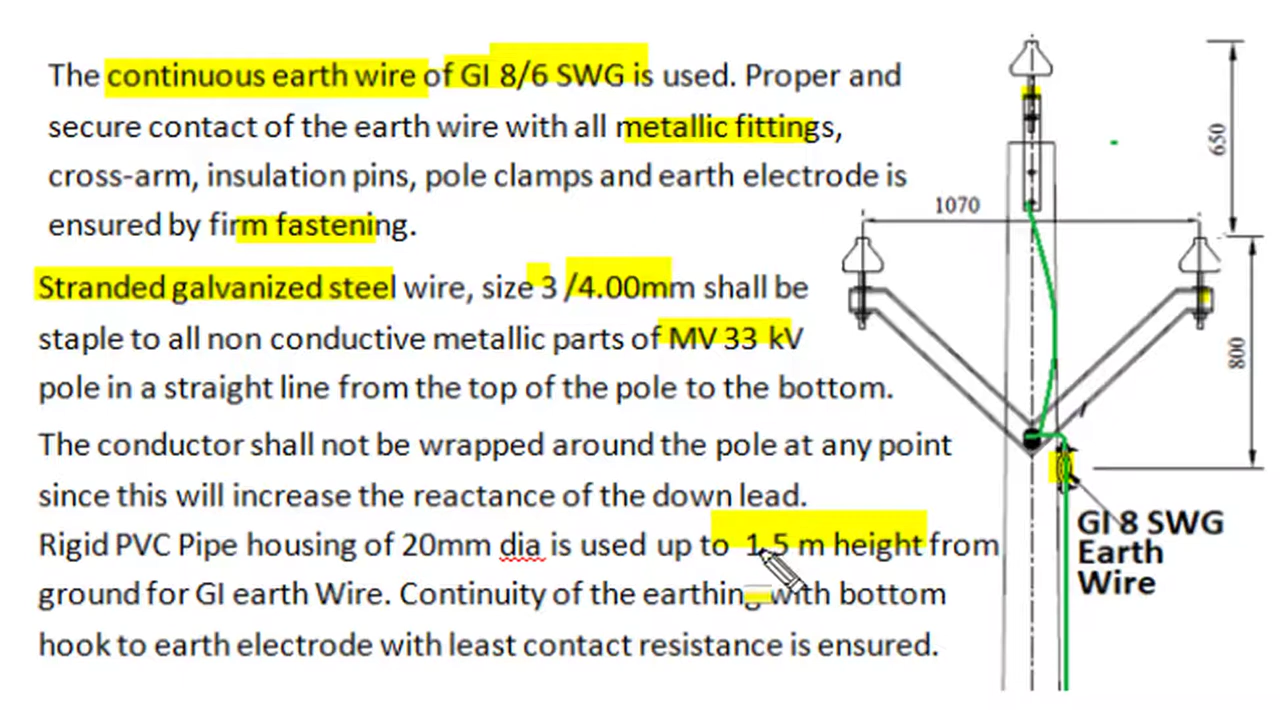 The continuous earth wire of GI 8/6 SWG is used. Proper and
secure contact of the earth wire with all metallic fittings,
cross-arm, insulation pins, pole clamps and earth electrode is
ensured by firm fastening.
Stranded galvanized steel wire, size 3 /4.00mm shall be
staple to all non conductive metallic parts of MV 33 kV
pole in a straight line from the top of the pole to the bottom.
The conductor shall not be wrapped around the pole at any point
since this will increase the reactance of the down lead.
Rigid PVC Pipe housing of 20mm dia is used up to 1.5 m height from
ground for GI earth Wire. Continuity of the earthing with bottom
hook to earth electrode with least contact resistance is ensured.
650
1070
800
GI 8 SWG
Earth
Wire